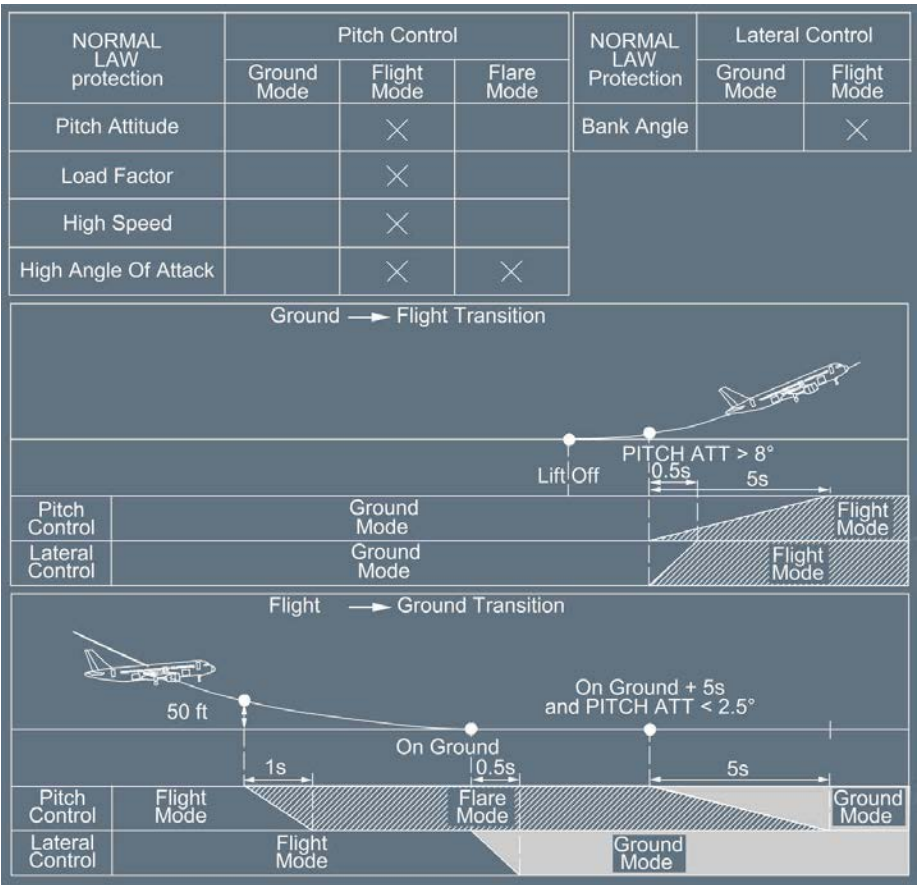 NORMAL
LAW
protection
Pitch Control
Ground
Mode
Flight
Mode
Flare
Mode
Pitch Attitude
Load Factor
High Speed
High Angle Of Attack
NORMAL
LAW
Protection
Lateral Control
Ground
Mode
Flight
Mode
Bank Angle
Ground Flight Transition
Lift Off
PITCH ATT > 8°
0.5s
5s
Pitch
Control
Ground
Mode
Flight
Mode
Lateral
Control
Ground
Mode
Flight
Mode
Flight Ground Transition
50 ft
On Ground
On Ground + 5s
and PITCH ATT < 2.5°
1s
0.5s
5s
Pitch
Control
Flight
Mode
Flare
Mode
Ground
Mode
Lateral
Control
Flight
Mode
Ground
Mode